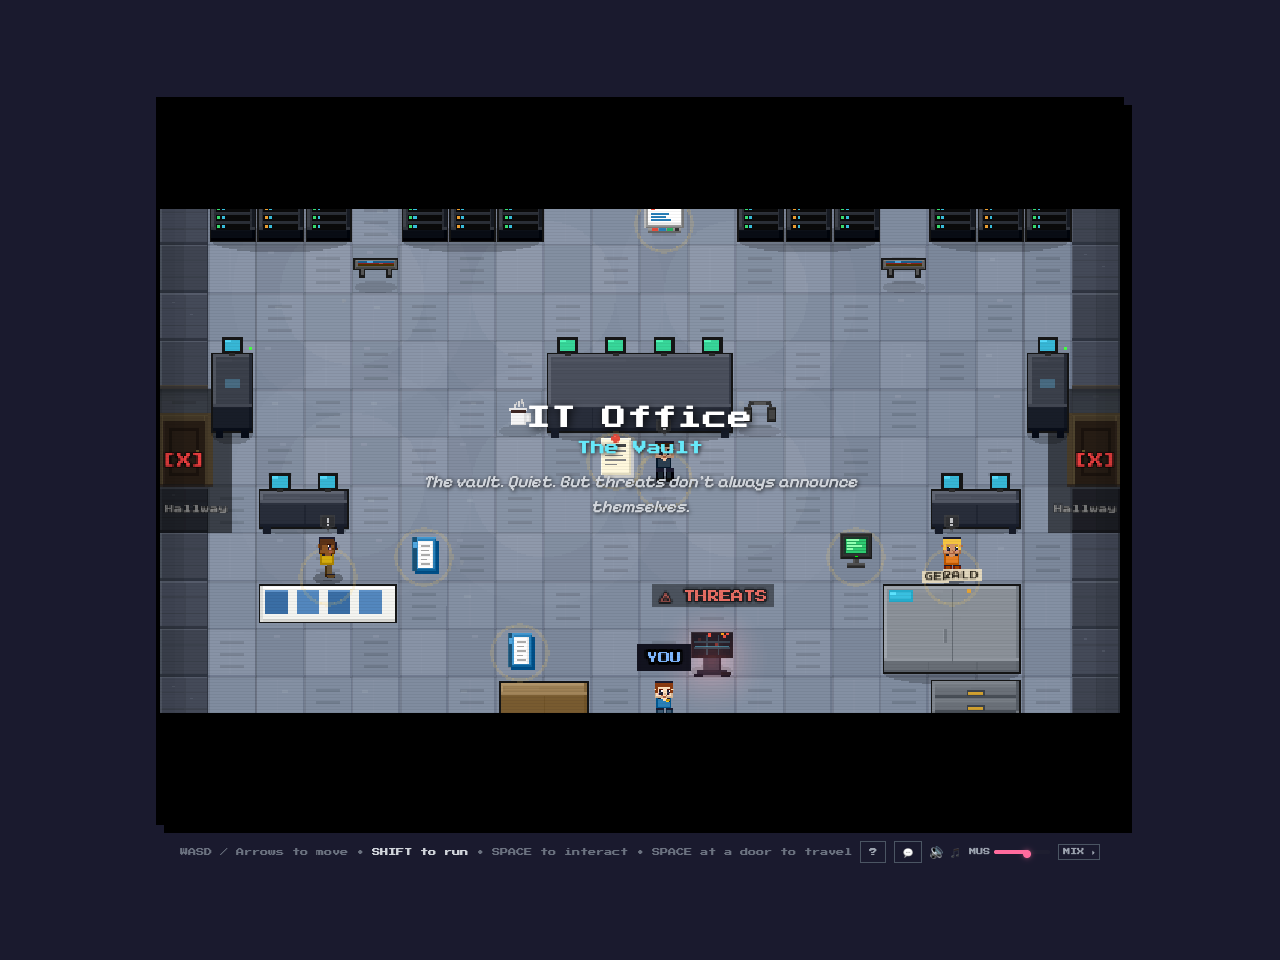 IT Office
The Vault
The vault. Quiet. But threats don't always announce
themselves.
[X]
[X]
Hallway
Hallway
!
!
GERALD
⚠ THREATS
YOU
WASD / Arrows to move • SHIFT to run • SPACE to interact • SPACE at a door to travel
?
MUS
MIX ›